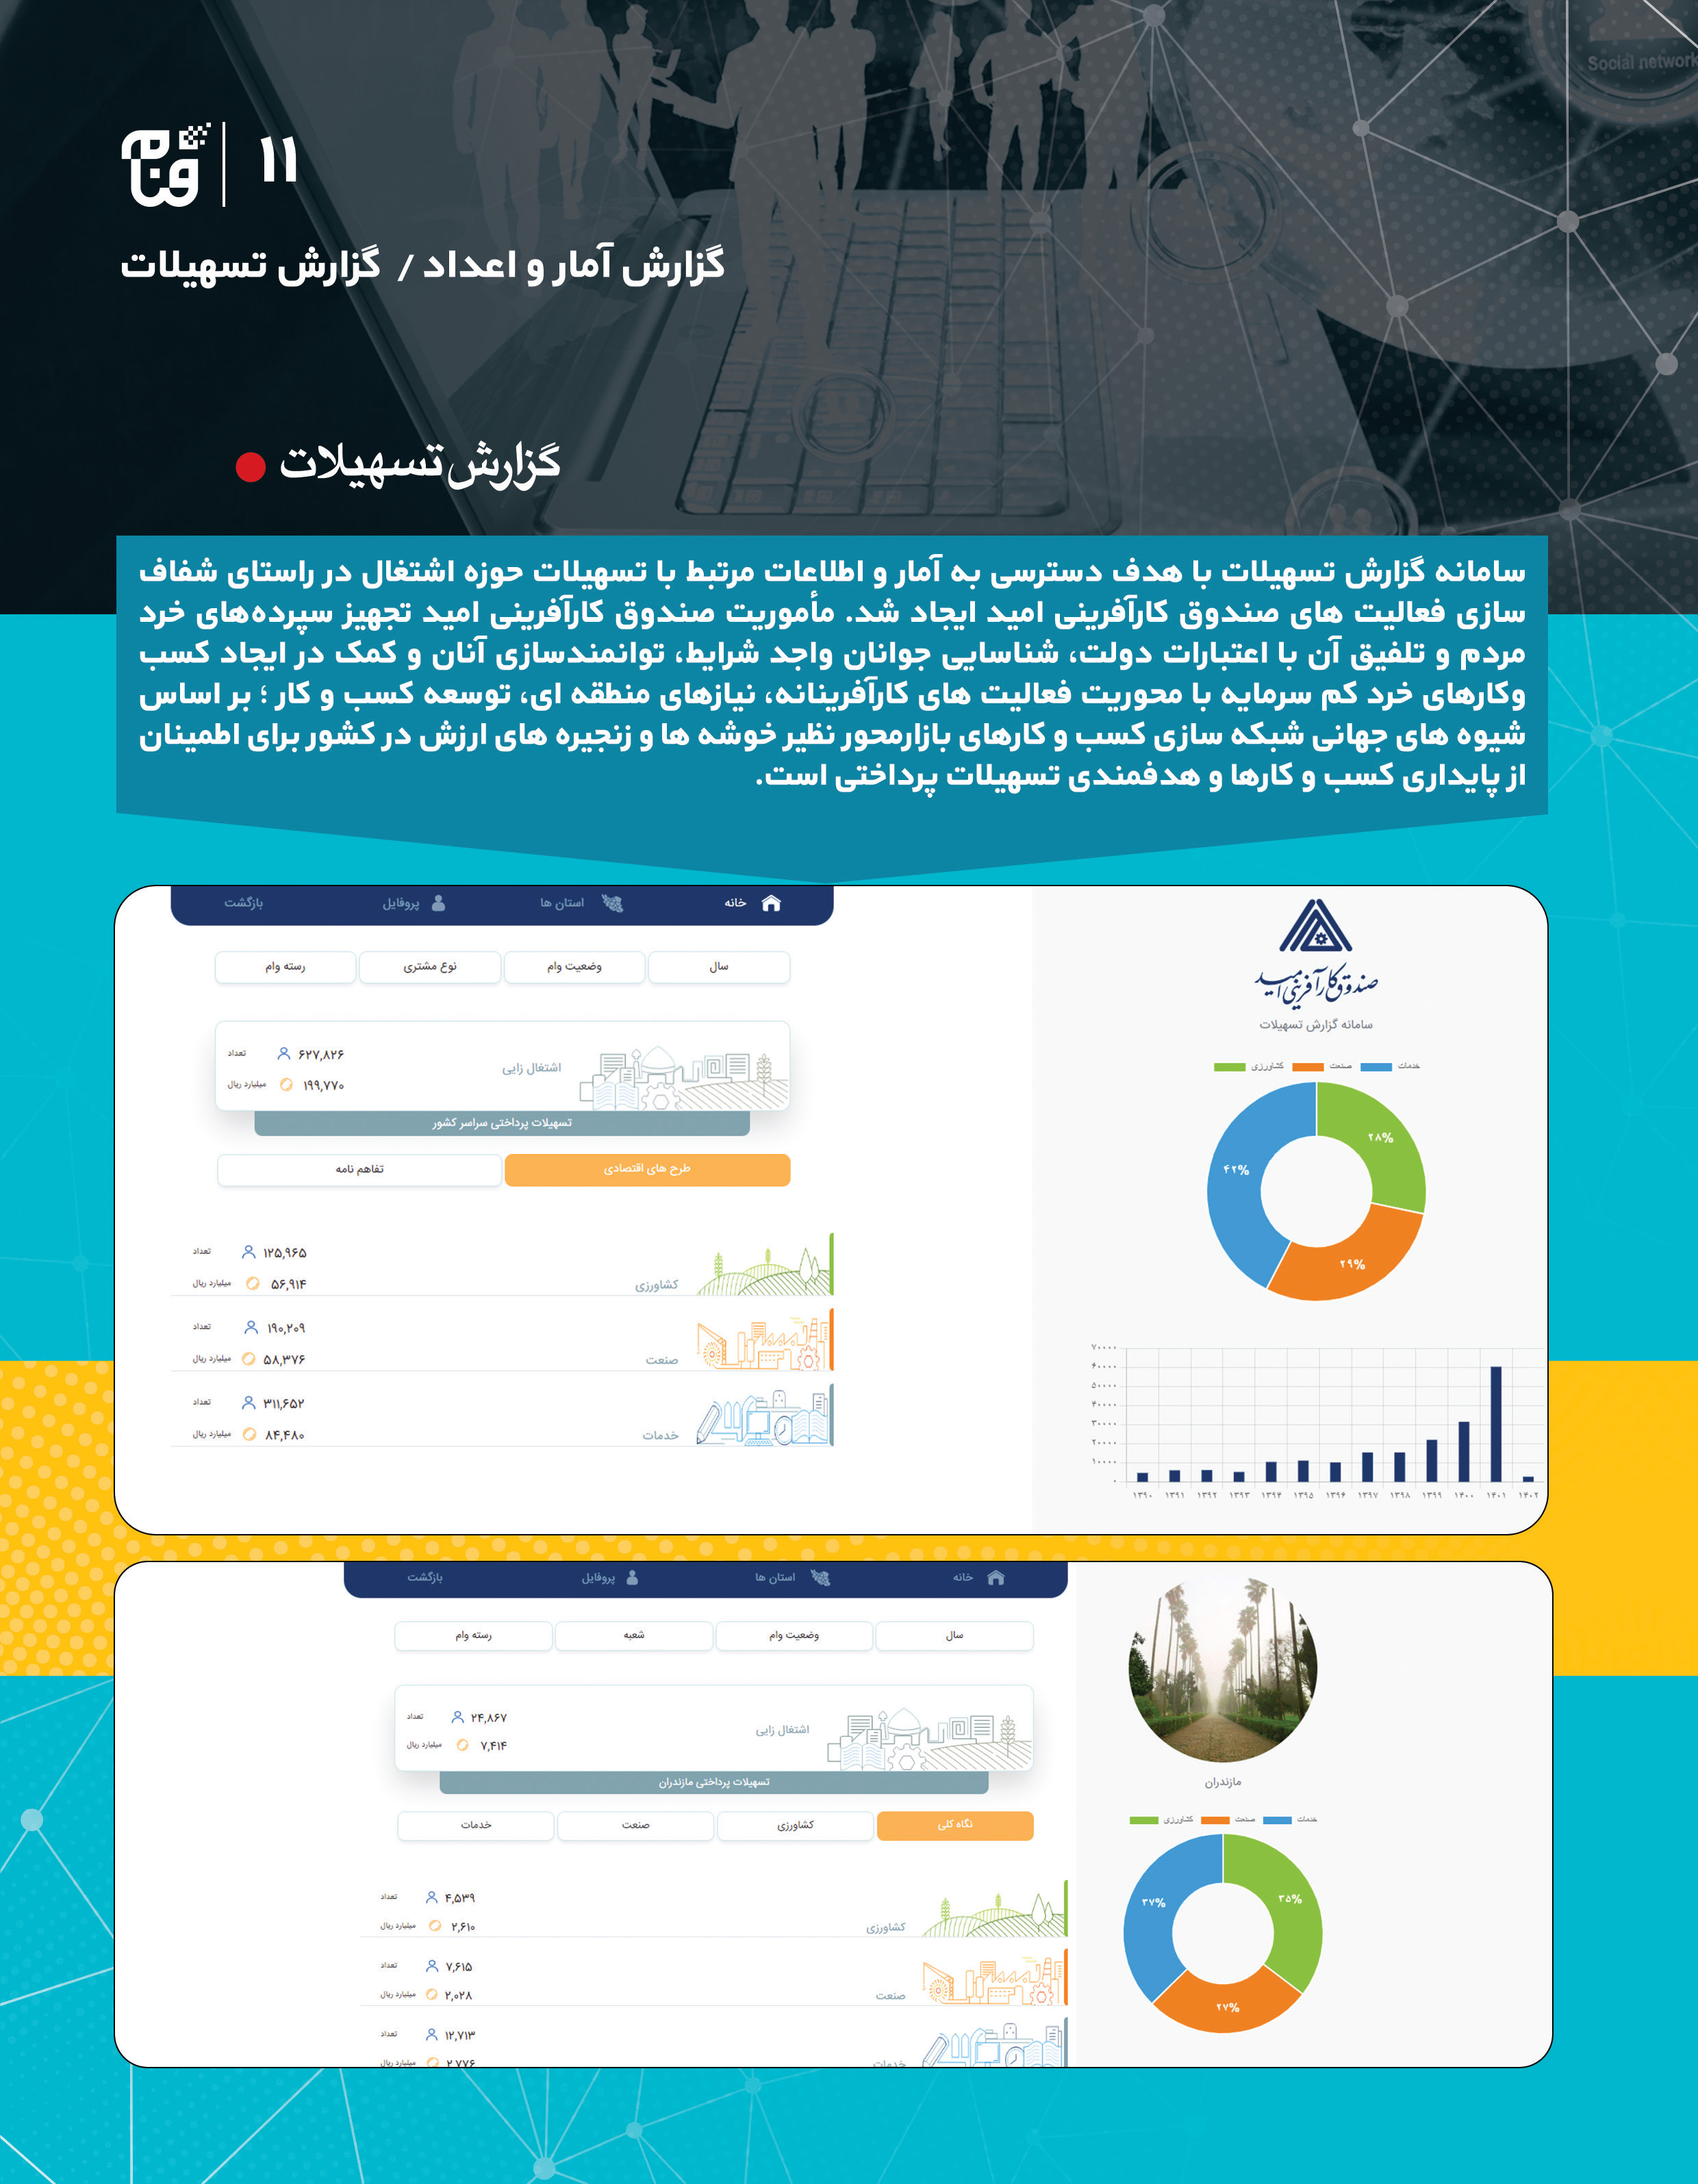 Social network
فنام | ۱۱
گزارش آمار و اعداد / گزارش تسهیلات
گزارش تسهیلات
سامانه گزارش تسهیلات با هدف دسترسی به آمار و اطلاعات مرتبط با تسهیلات حوزه اشتغال در راستای شفاف
سازی فعالیت های صندوق کارآفرینی امید ایجاد شد. مأموریت صندوق کارآفرینی امید تجهیز سپرده‌های خرد
مردم و تلفیق آن با اعتبارات دولت، شناسایی جوانان واجد شرایط، توانمندسازی آنان و کمک در ایجاد کسب
وکارهای خرد کم سرمایه با محوریت فعالیت های کارآفرینانه، نیازهای منطقه ای، توسعه کسب و کار ؛ بر اساس
شیوه های جهانی شبکه سازی کسب و کارهای بازارمحور نظیر خوشه ها و زنجیره های ارزش در کشور برای اطمینان
از پایداری کسب و کارها و هدفمندی تسهیلات پرداختی است.
صندوق کارآفرینی امید
سامانه گزارش تسهیلات
خدمات صنعت کشاورزی
۲۸%
۴۲%
۲۹%
۷۰۰۰۰
۶۰۰۰۰
۵۰۰۰۰
۴۰۰۰۰
۳۰۰۰۰
۲۰۰۰۰
۱۰۰۰۰
۰
۱۳۹۰ ۱۳۹۱ ۱۳۹۲ ۱۳۹۳ ۱۳۹۴ ۱۳۹۵ ۱۳۹۶ ۱۳۹۷ ۱۳۹۸ ۱۳۹۹ ۱۴۰۰ ۱۴۰۱ ۱۴۰۲
خانه استان ها پروفایل بازگشت
سال وضعیت وام نوع مشتری رسته وام
اشتغال زایی
۶۲۷,۸۲۶ تعداد
۱۹۹,۷۷۰ میلیارد ریال
تسهیلات پرداختی سراسر کشور
طرح های اقتصادی تفاهم نامه
کشاورزی
۱۲۵,۹۶۵ تعداد
۵۶,۹۱۴ میلیارد ریال
صنعت
۱۹۰,۲۰۹ تعداد
۵۸,۳۷۶ میلیارد ریال
خدمات
۳۱۱,۶۵۲ تعداد
۸۴,۴۸۰ میلیارد ریال
مازندران
خدمات صنعت کشاورزی
۳۵%
۳۷%
۲۷%
خانه استان ها پروفایل بازگشت
سال وضعیت وام شعبه رسته وام
اشتغال زایی
۲۴,۸۶۷ تعداد
۷,۴۱۴ میلیارد ریال
تسهیلات پرداختی مازندران
نگاه کلی کشاورزی صنعت خدمات
کشاورزی
۴,۵۳۹ تعداد
۲,۶۱۰ میلیارد ریال
صنعت
۷,۶۱۵ تعداد
۲,۰۲۸ میلیارد ریال
خدمات
۱۲,۷۱۳ تعداد
۲,۷۷۶ میلیارد ریال